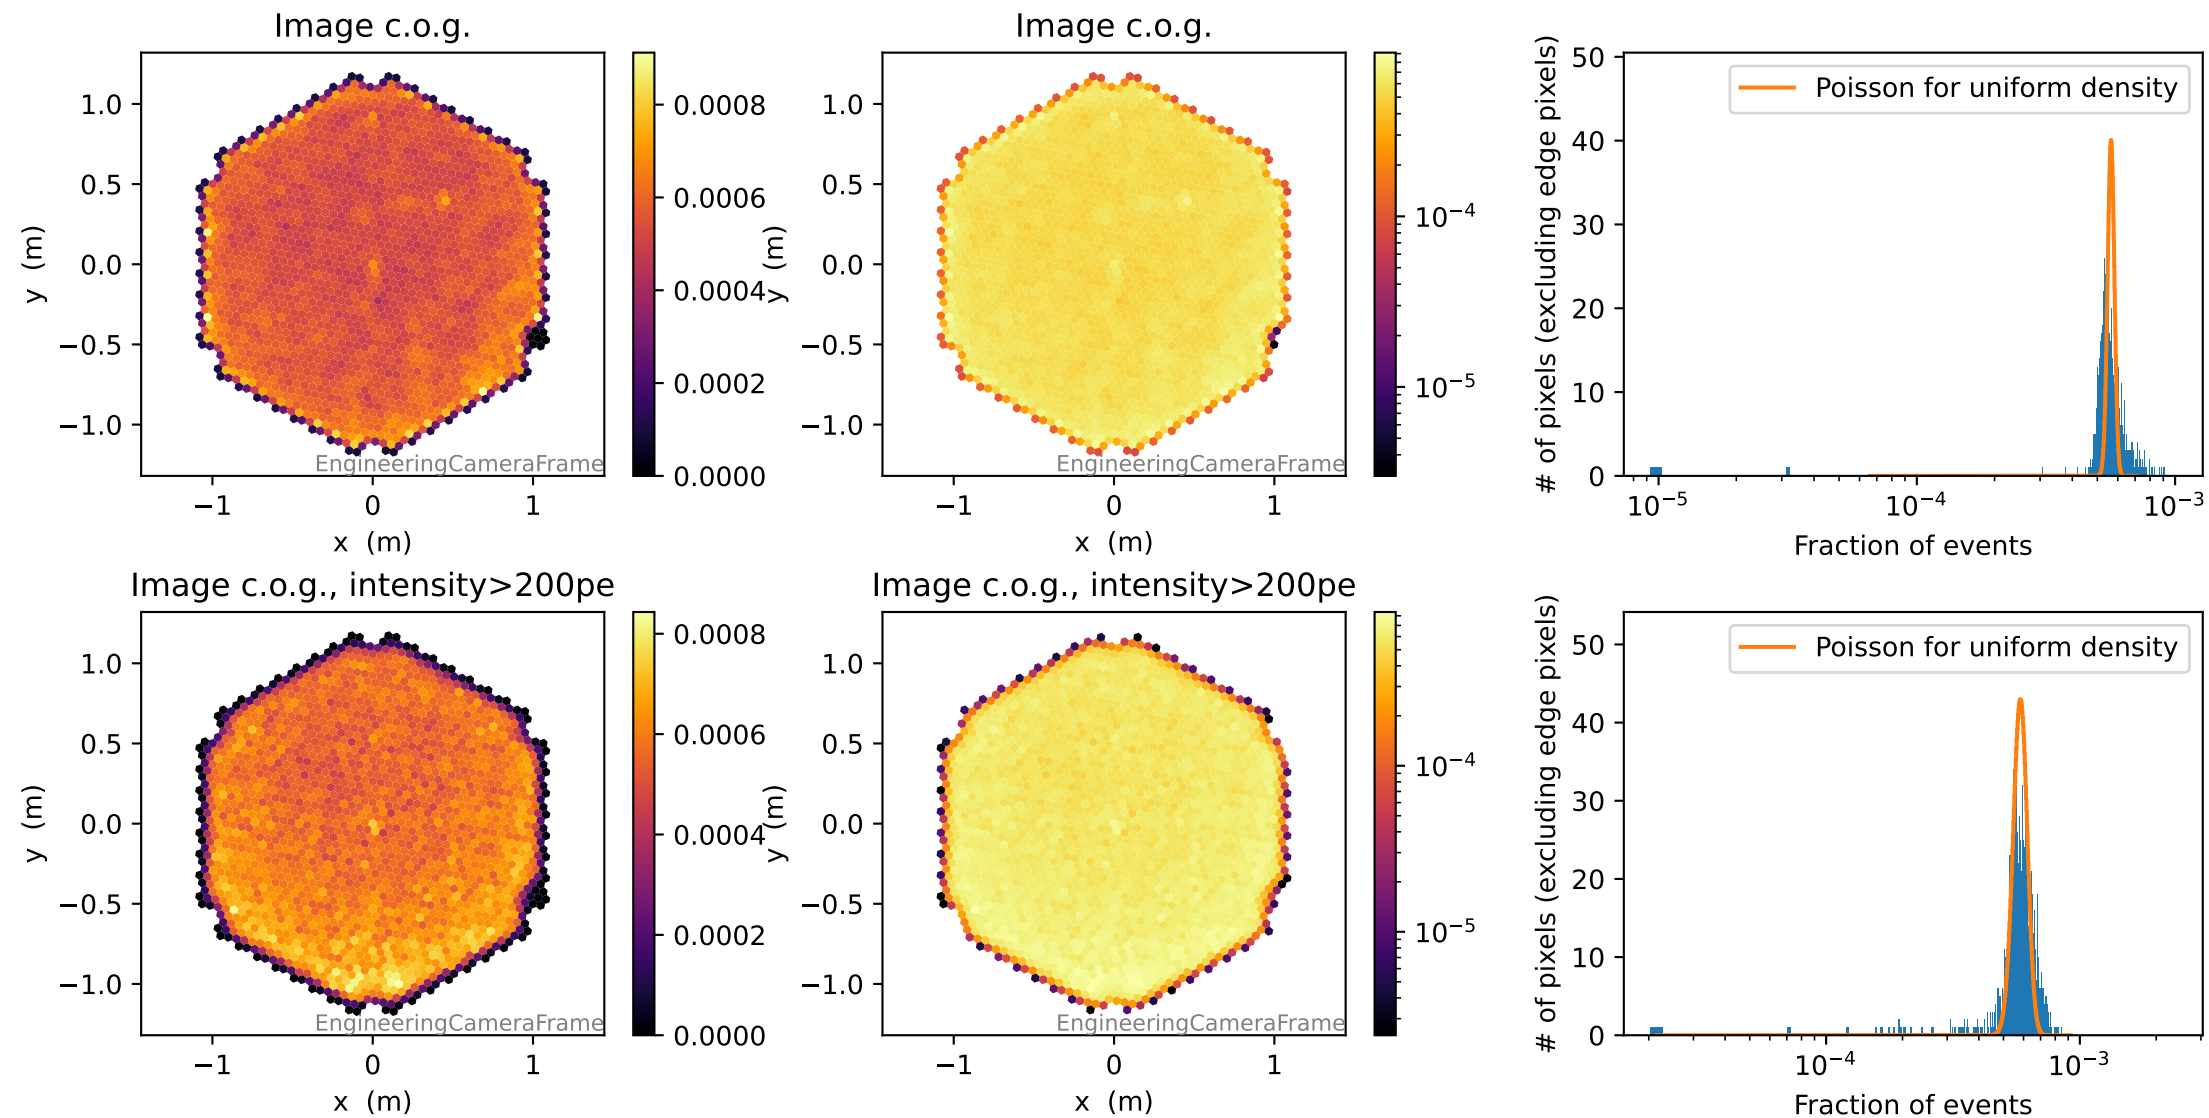 Image c.o.g.
1.0
0.5
0.0
−0.5
−1.0
y (m)
−1
0
1
x (m)
EngineeringCameraFrame
0.0008
0.0006
0.0004
0.0002
0.0000
Image c.o.g.
1.0
0.5
0.0
−0.5
−1.0
y (m)
−1
0
1
x (m)
EngineeringCameraFrame
10⁻⁴
10⁻⁵
50
40
30
20
10
0
# of pixels (excluding edge pixels)
Poisson for uniform density
10⁻⁵
10⁻⁴
10⁻³
Fraction of events
Image c.o.g., intensity>200pe
1.0
0.5
0.0
−0.5
−1.0
y (m)
−1
0
1
x (m)
EngineeringCameraFrame
0.0008
0.0006
0.0004
0.0002
0.0000
Image c.o.g., intensity>200pe
1.0
0.5
0.0
−0.5
−1.0
y (m)
−1
0
1
x (m)
EngineeringCameraFrame
10⁻⁴
10⁻⁵
50
40
30
20
10
0
# of pixels (excluding edge pixels)
Poisson for uniform density
10⁻⁴
10⁻³
Fraction of events